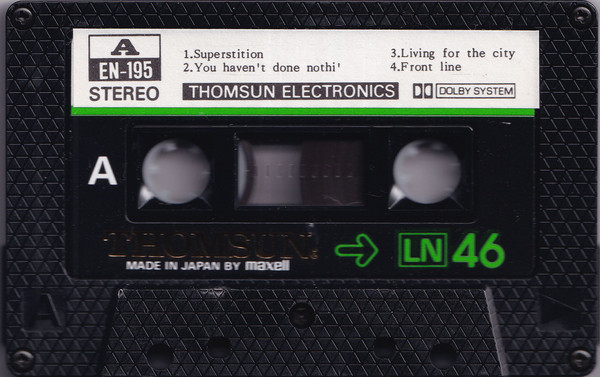 A
EN-195
STEREO
1.Superstition
2.You haven't done nothi'
3.Living for the city
4.Front line
THOMSUN ELECTRONICS
DOLBY SYSTEM
A
THOMSUN
LN 46
MADE IN JAPAN BY maxell
A
B